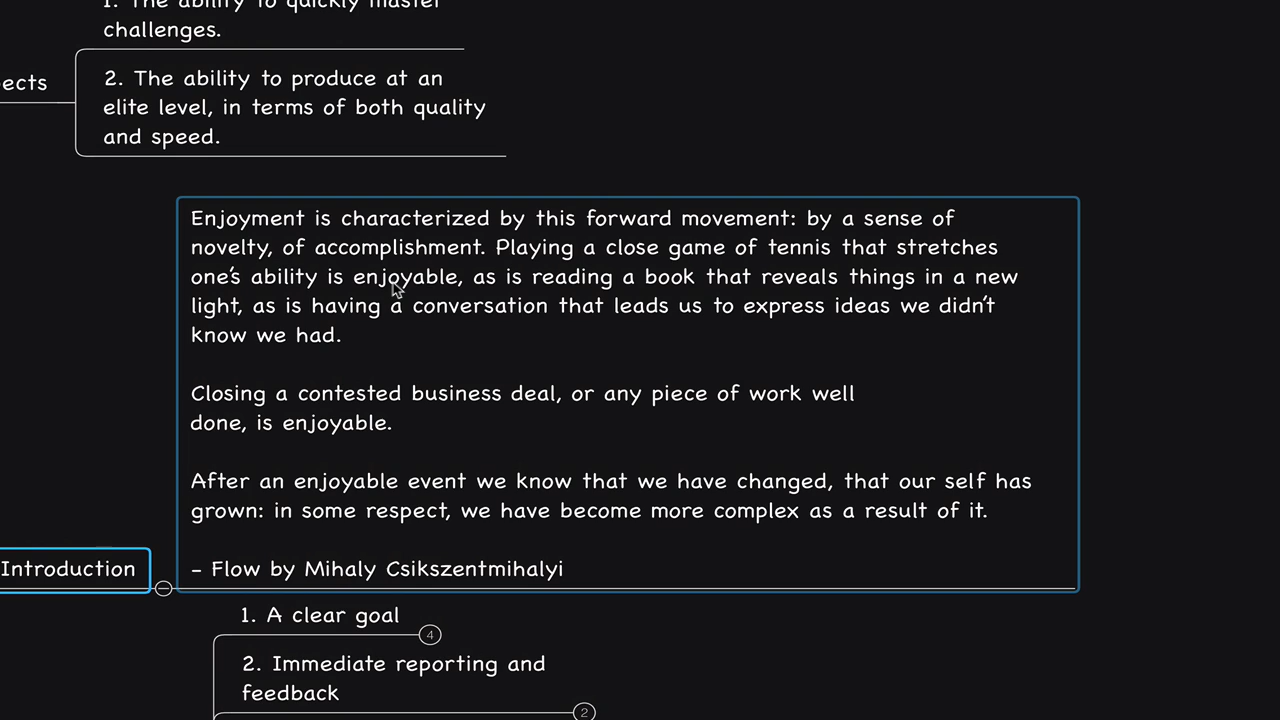 1. The ability to quickly master
challenges.
ects
2. The ability to produce at an
elite level, in terms of both quality
and speed.
Enjoyment is characterized by this forward movement: by a sense of
novelty, of accomplishment. Playing a close game of tennis that stretches
one's ability is enjoyable, as is reading a book that reveals things in a new
light, as is having a conversation that leads us to express ideas we didn't
know we had.
Closing a contested business deal, or any piece of work well
done, is enjoyable.
After an enjoyable event we know that we have changed, that our self has
grown: in some respect, we have become more complex as a result of it.
Introduction
– Flow by Mihaly Csikszentmihalyi
1. A clear goal
4
2. Immediate reporting and
feedback
2